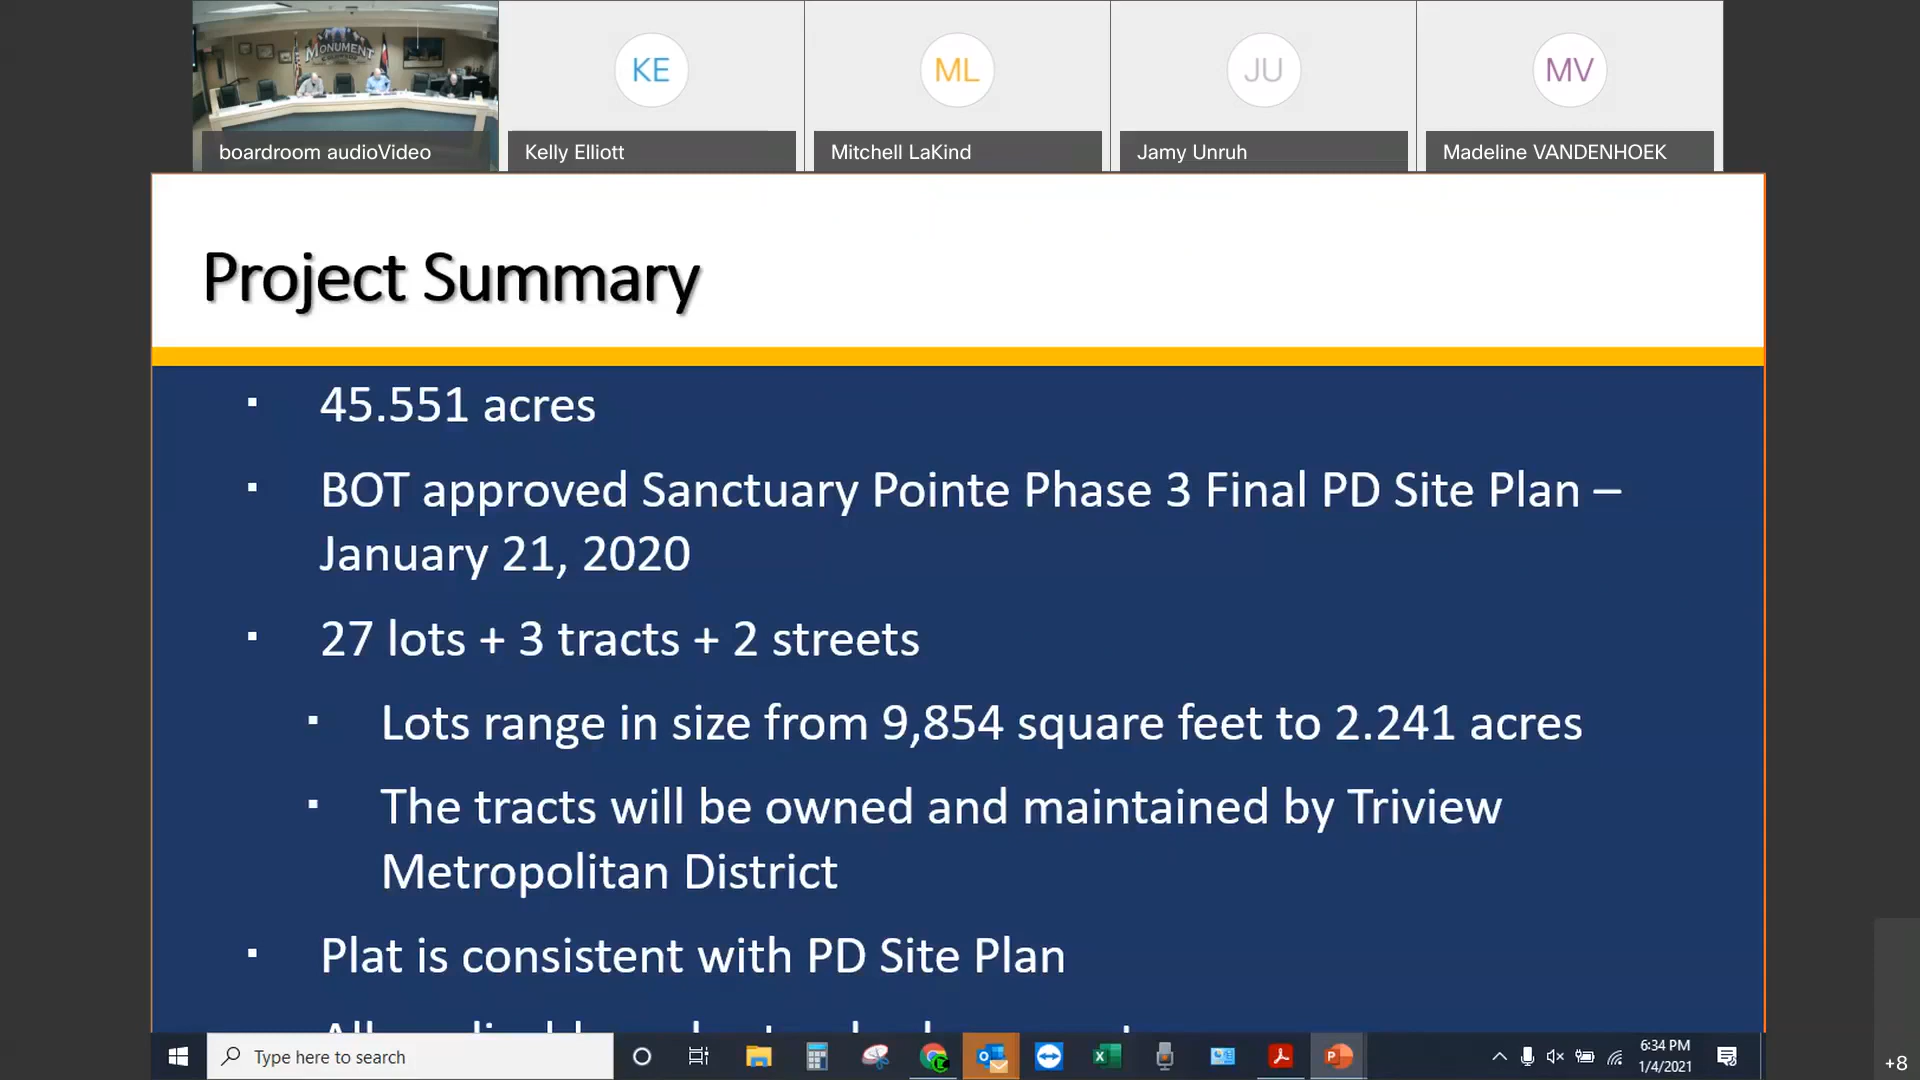 MONUMENT
KE
ML
JU
MV
boardroom audioVideo
Kelly Elliott
Mitchell LaKind
Jamy Unruh
Madeline VANDENHOEK
Project Summary
45.551 acres
BOT approved Sanctuary Pointe Phase 3 Final PD Site Plan –
January 21, 2020
27 lots + 3 tracts + 2 streets
Lots range in size from 9,854 square feet to 2.241 acres
The tracts will be owned and maintained by Triview
Metropolitan District
Plat is consistent with PD Site Plan
Type here to search
6:34 PM
1/4/2021
+8